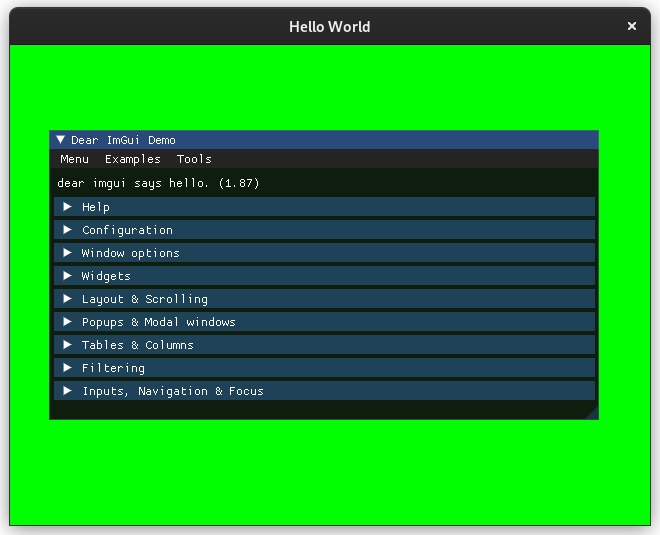 Hello World
Dear ImGui Demo
Menu Examples Tools
dear imgui says hello. (1.87)
Help
Configuration
Window options
Widgets
Layout & Scrolling
Popups & Modal windows
Tables & Columns
Filtering
Inputs, Navigation & Focus